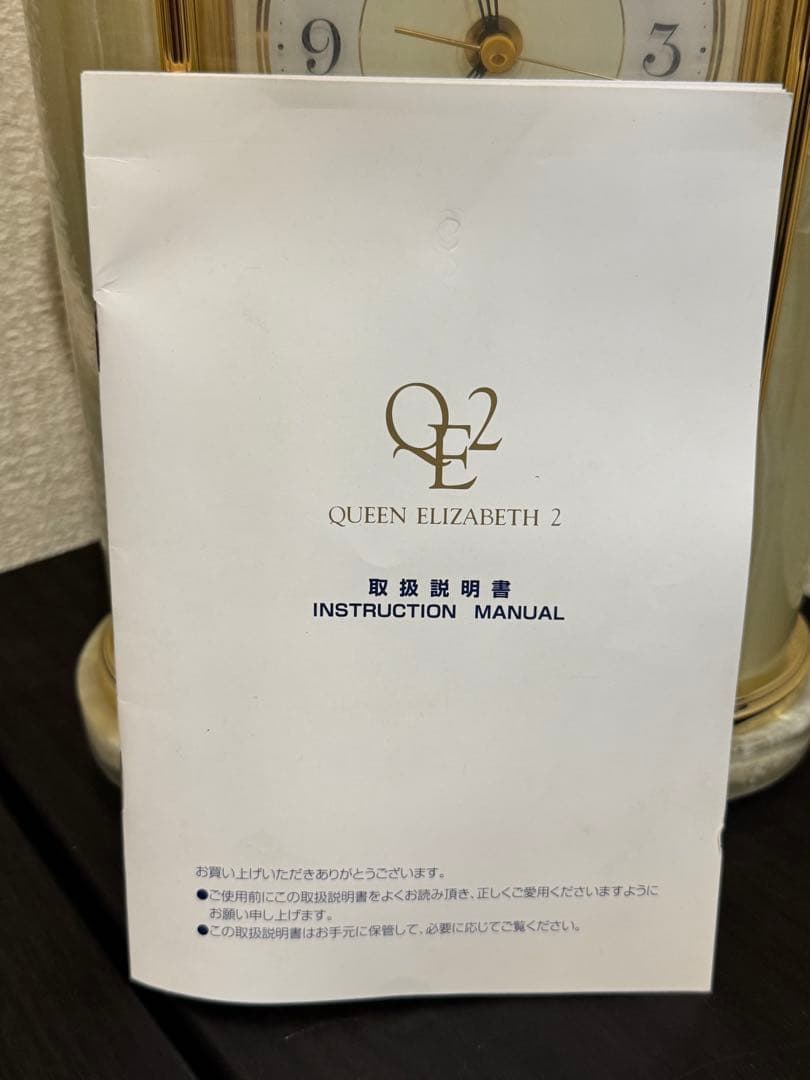 9 3
QE2
QUEEN ELIZABETH 2
取扱説明書
INSTRUCTION MANUAL
お買い上げいただきありがとうございます。
●ご使用前にこの取扱説明書をよくお読み頂き、正しくご愛用くださいますように
お願い申し上げます。
●この取扱説明書はお手元に保管して、必要に応じてご覧ください。